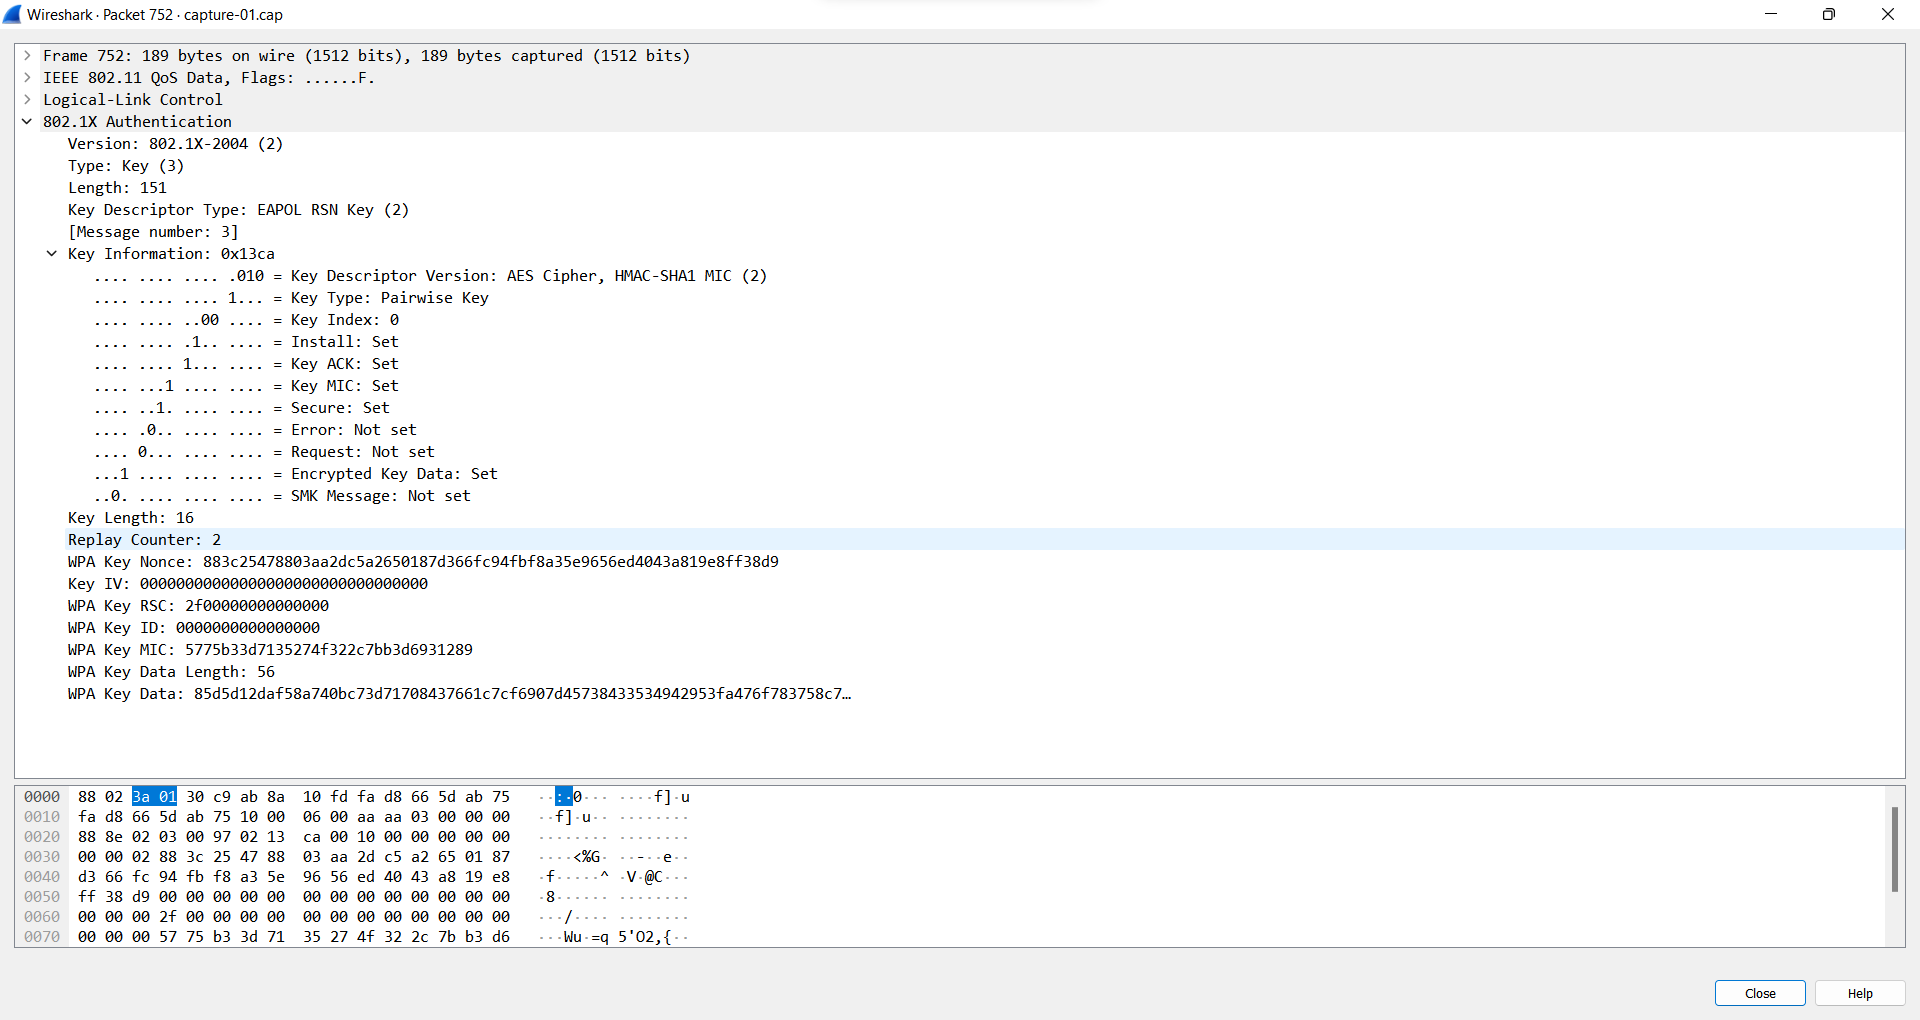 Wireshark · Packet 752 · capture-01.cap
Frame 752: 189 bytes on wire (1512 bits), 189 bytes captured (1512 bits)
IEEE 802.11 QoS Data, Flags: ......F.
Logical-Link Control
802.1X Authentication
Version: 802.1X-2004 (2)
Type: Key (3)
Length: 151
Key Descriptor Type: EAPOL RSN Key (2)
[Message number: 3]
Key Information: 0x13ca
.... .... .... .010 = Key Descriptor Version: AES Cipher, HMAC-SHA1 MIC (2)
.... .... .... 1... = Key Type: Pairwise Key
.... .... ..00 .... = Key Index: 0
.... .... .1.. .... = Install: Set
.... .... 1... .... = Key ACK: Set
.... ...1 .... .... = Key MIC: Set
.... ..1. .... .... = Secure: Set
.... .0.. .... .... = Error: Not set
.... 0... .... .... = Request: Not set
...1 .... .... .... = Encrypted Key Data: Set
..0. .... .... .... = SMK Message: Not set
Key Length: 16
Replay Counter: 2
WPA Key Nonce: 883c25478803aa2dc5a2650187d366fc94fbf8a35e9656ed4043a819e8ff38d9
Key IV: 00000000000000000000000000000000
WPA Key RSC: 2f00000000000000
WPA Key ID: 0000000000000000
WPA Key MIC: 5775b33d7135274f322c7bb3d6931289
WPA Key Data Length: 56
WPA Key Data: 85d5d12daf58a740bc73d71708437661c7cf6907d45738433534942953fa476f783758c7…
0000 88 02 3a 01 30 c9 ab 8a 10 fd fa d8 66 5d ab 75 ··:·0··· ····f]·u
0010 fa d8 66 5d ab 75 10 00 06 00 aa aa 03 00 00 00 ··f]·u·· ········
0020 88 8e 02 03 00 97 02 13 ca 00 10 00 00 00 00 00 ········ ········
0030 00 00 02 88 3c 25 47 88 03 aa 2d c5 a2 65 01 87 ····<%G· ··-··e··
0040 d3 66 fc 94 fb f8 a3 5e 96 56 ed 40 43 a8 19 e8 ·f·····^ ·V·@C···
0050 ff 38 d9 00 00 00 00 00 00 00 00 00 00 00 00 00 ·8······ ········
0060 00 00 00 2f 00 00 00 00 00 00 00 00 00 00 00 00 ···/···· ········
0070 00 00 00 57 75 b3 3d 71 35 27 4f 32 2c 7b b3 d6 ···Wu·=q 5'O2,{··
Close Help